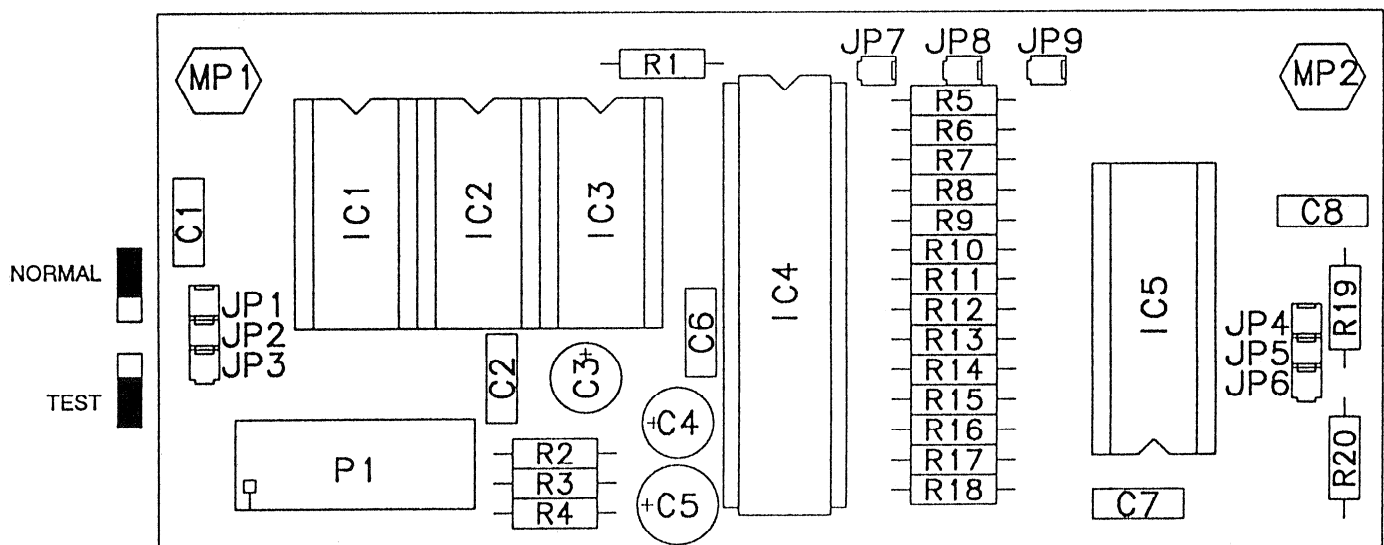 MP1
R1
JP7
JP8
JP9
MP2
C1
IC1
IC2
IC3
IC4
R5
R6
R7
R8
R9
R10
R11
R12
R13
R14
R15
R16
R17
R18
IC5
C8
R19
NORMAL
JP1
JP2
JP3
TEST
C2
C3
+
C6
JP4
JP5
JP6
R20
+C4
+C5
P1
R2
R3
R4
C7